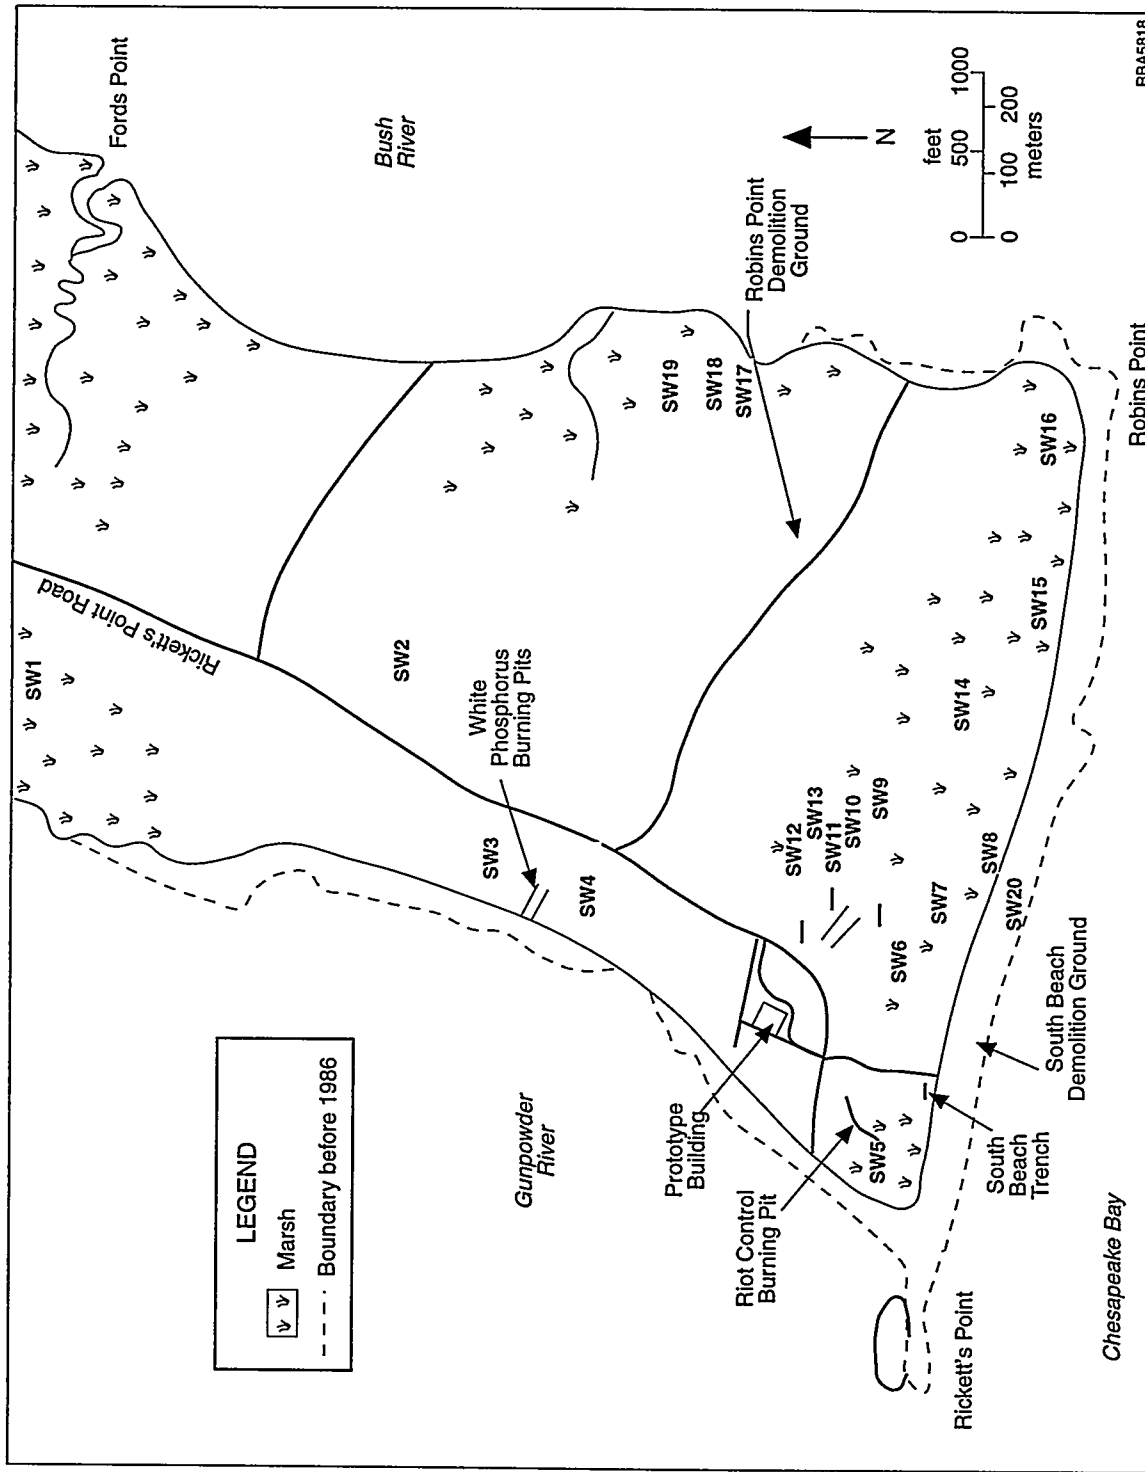 LEGEND
Marsh
Boundary before 1986
Gunpowder
River
Rickett's Point Road
Fords Point
Bush
River
SW1
SW2
SW3
White
Phosphorus
Burning Pits
SW4
Prototype
Building
Riot Control
Burning Pit
SW5
SW6
SW7
SW8
SW9
SW10
SW11
SW12
SW13
SW14
SW15
SW16
SW17
SW18
SW19
SW20
Robins Point
Demolition
Ground
South
Beach
Trench
South Beach
Demolition Ground
Rickett's Point
Chesapeake Bay
Robins Point
N
feet
0 500 1000
0 100 200
meters
BBA5818